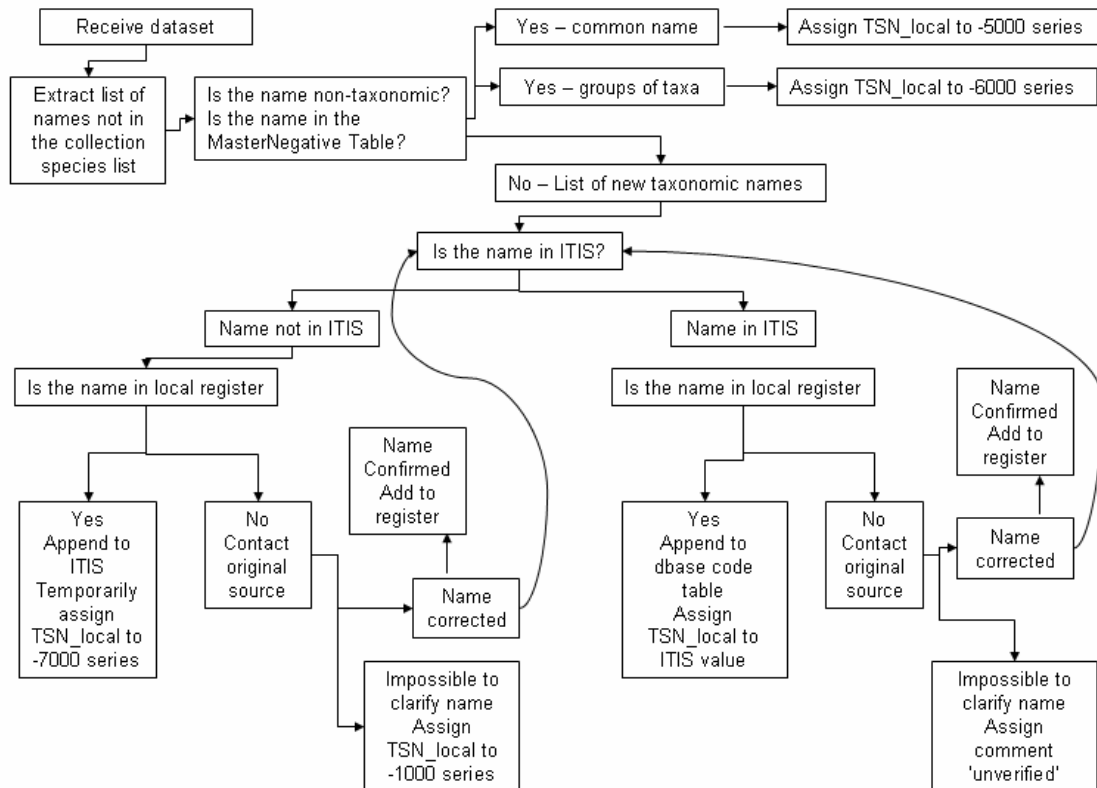 Receive dataset
Extract list of
names not in
the collection
species list
Is the name non-taxonomic?
Is the name in the
MasterNegative Table?
Yes – common name
Assign TSN_local to -5000 series
Yes – groups of taxa
Assign TSN_local to -6000 series
No – List of new taxonomic names
Is the name in ITIS?
Name not in ITIS
Name in ITIS
Is the name in local register
Yes
Append to
ITIS
Temporarily
assign
TSN_local to
-7000 series
No
Contact
original
source
Name
Confirmed
Add to
register
Name
corrected
Impossible to
clarify name
Assign
TSN_local to
-1000 series
Is the name in local register
Yes
Append to
dbase code
table
Assign
TSN_local to
ITIS value
No
Contact
original
source
Name
Confirmed
Add to
register
Name
corrected
Impossible to
clarify name
Assign
comment
'unverified'